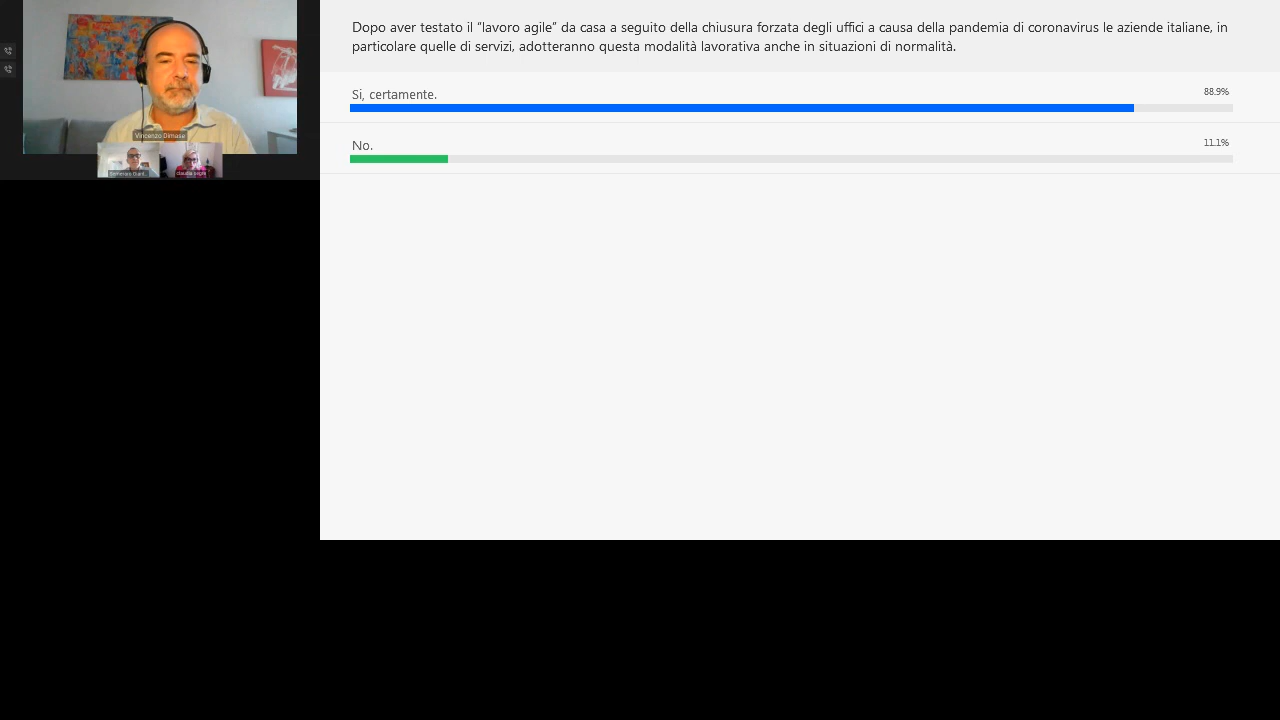 Dopo aver testato il “lavoro agile” da casa a seguito della chiusura forzata degli uffici a causa della pandemia di coronavirus le aziende italiane, in
particolare quelle di servizi, adotteranno questa modalità lavorativa anche in situazioni di normalità.
Si, certamente.
88.9%
No.
11.1%
Vincenzo Dimase
claudia segre